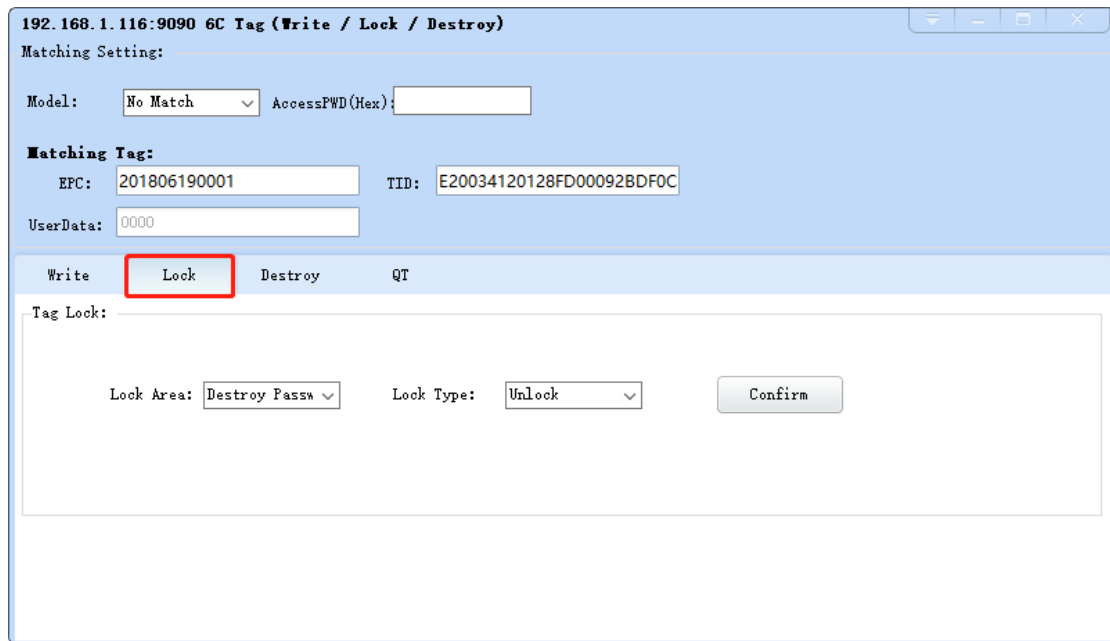 192.168.1.116:9090 6C Tag(Write / Lock / Destroy)
Matching Setting:
Model: No Match AccessPWD(Hex):
Matching Tag:
EPC: 201806190001 TID: E20034120128FD00092BDF0C
UserData: 0000
Write Lock Destroy QT
Tag Lock:
Lock Area: Destroy Passw Lock Type: Unlock Confirm